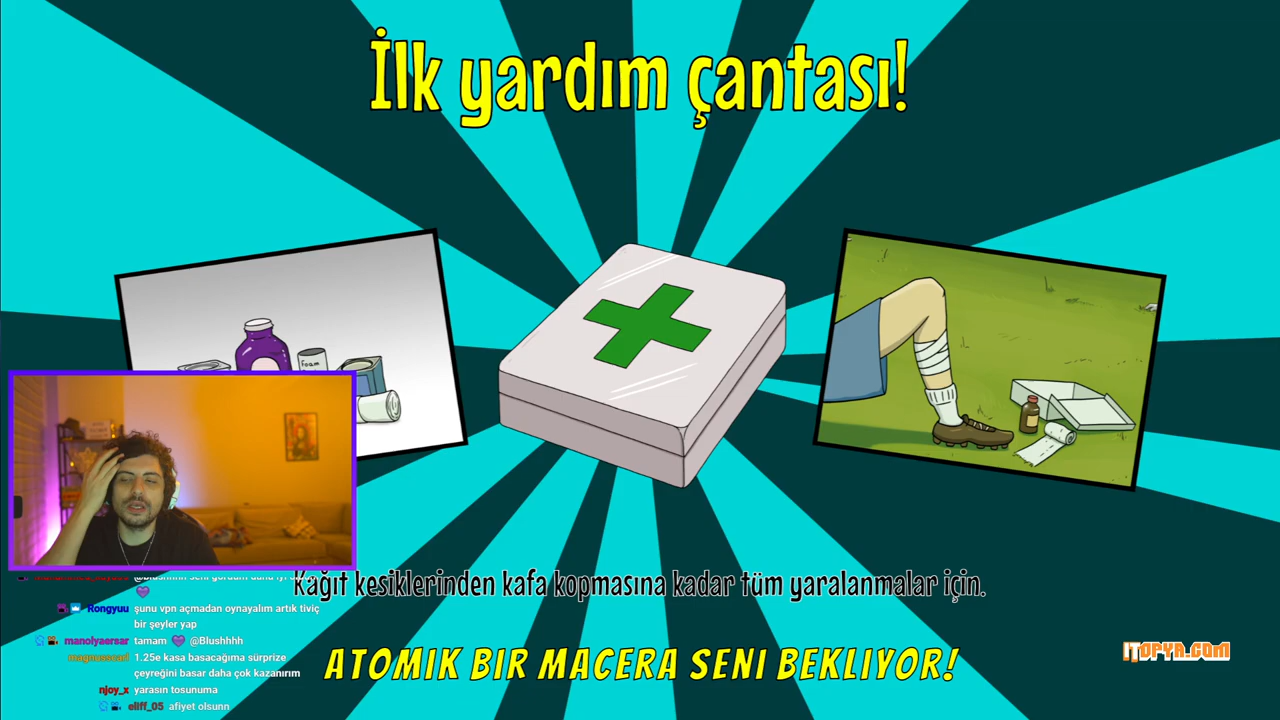 İlk yardım çantası!
foam
Kağıt kesiklerinden kafa kopmasına kadar tüm yaralanmalar için.
ATOMIK BIR MACERA SENI BEKLIYOR!
ITOPYA.COM
Rongyuu şunu vpn açmadan oynayalım artık tiviç
bir şeyler yap
manolyaersar tamam 💜 @Blushhhh
1.25e kasa basacağıma sürprize
çeyreğini basar daha çok kazanırım
njoy_x yarasın tosunuma
eliff_05 afiyet olsunn